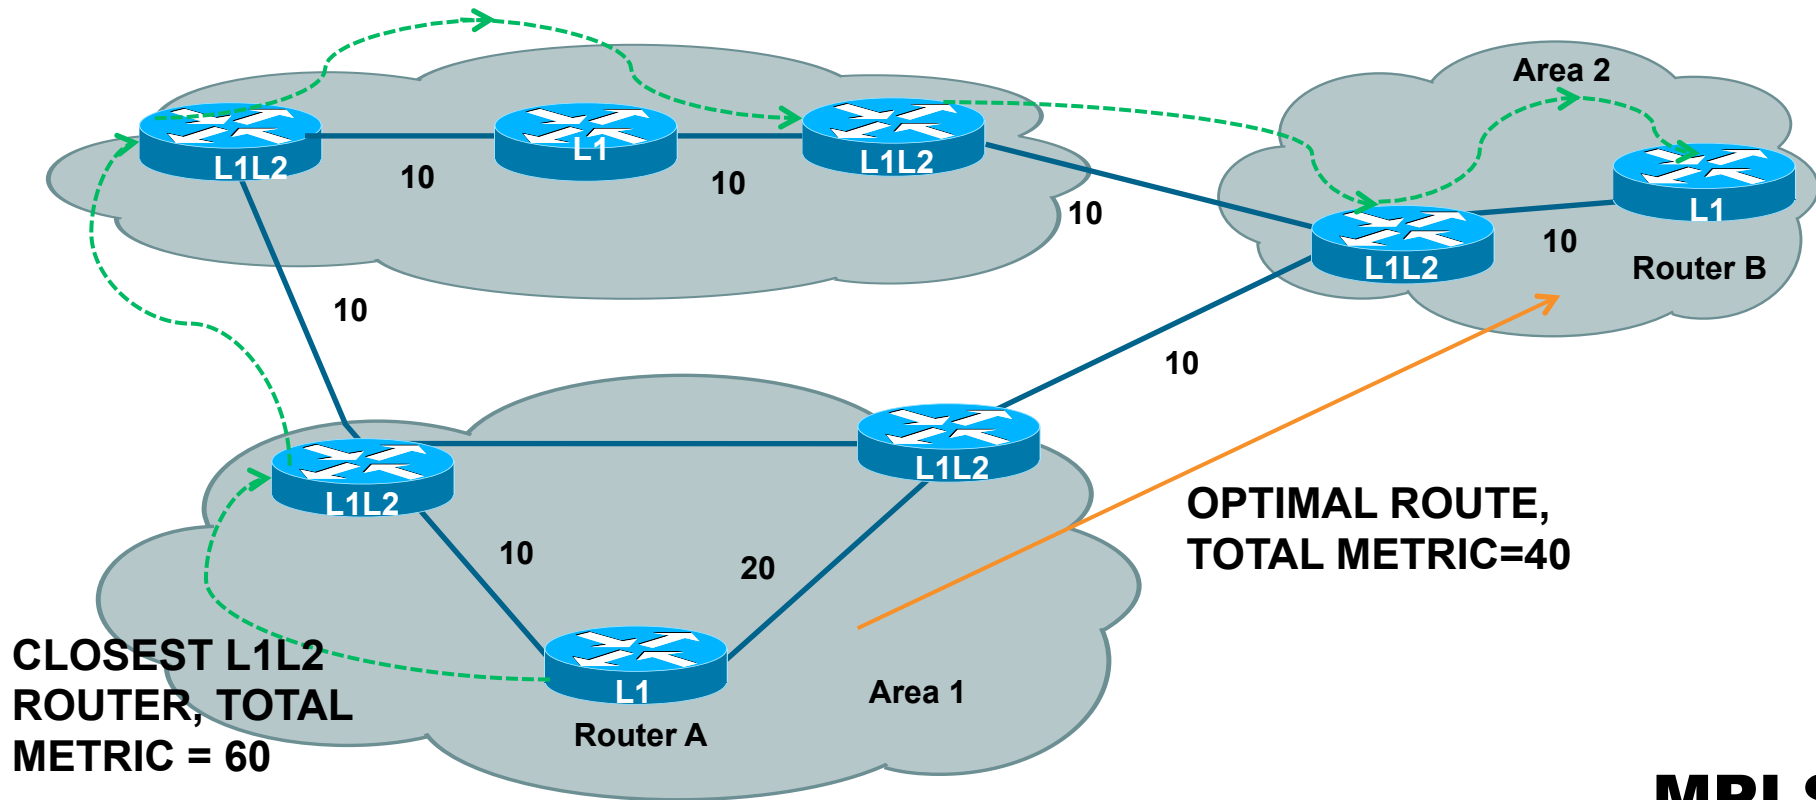 Area 2
L1L2
10
L1
10
L1L2
10
L1L2
10
L1
Router B
10
10
L1L2
L1L2
10
20
OPTIMAL ROUTE,
TOTAL METRIC=40
CLOSEST L1L2
ROUTER, TOTAL
METRIC = 60
L1
Router A
Area 1